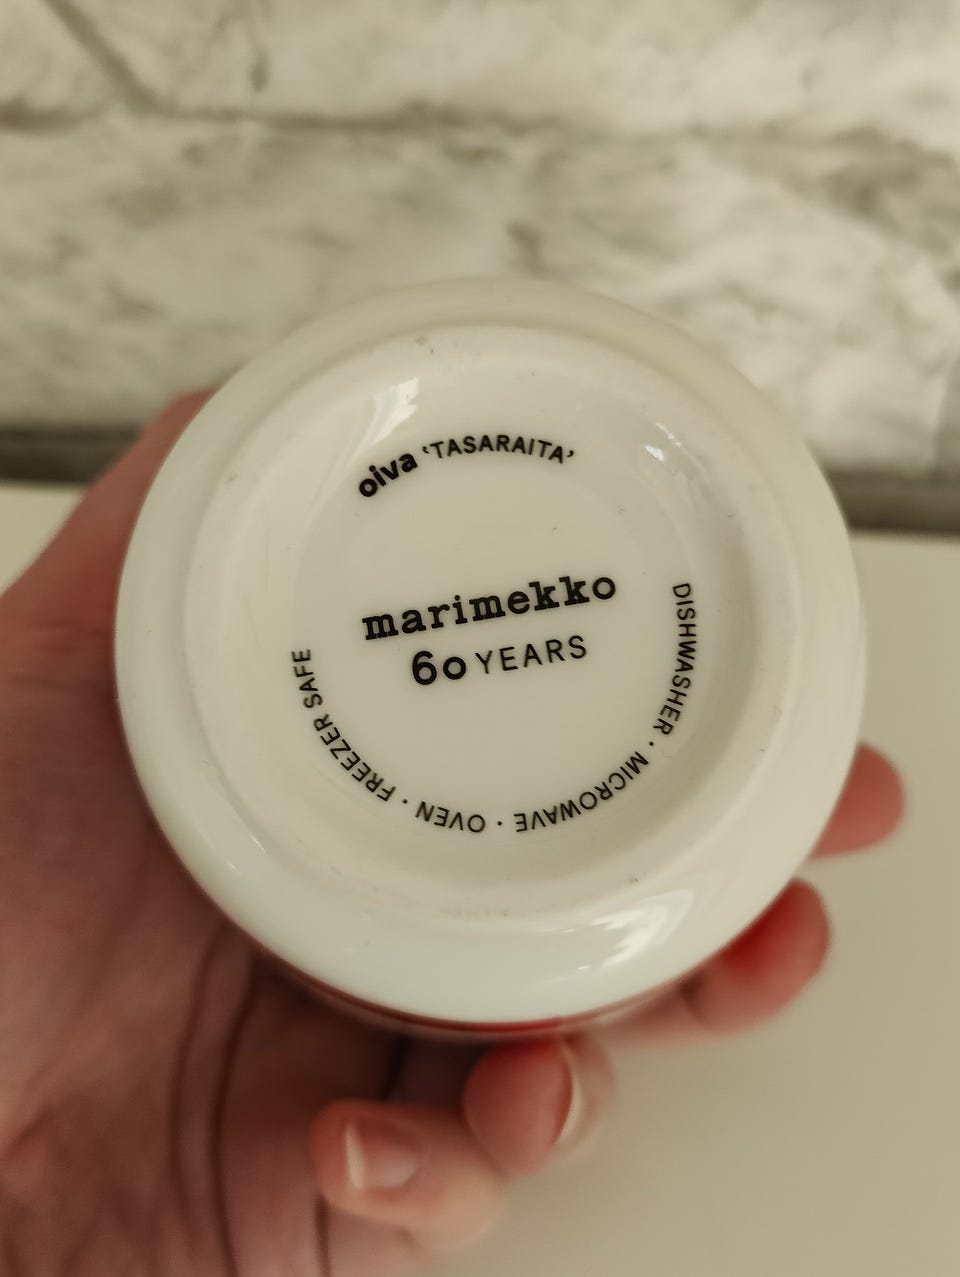 oiva ‘TASARAITA’
marimekko
60 YEARS
DISHWASHER · MICROWAVE · OVEN · FREEZER SAFE